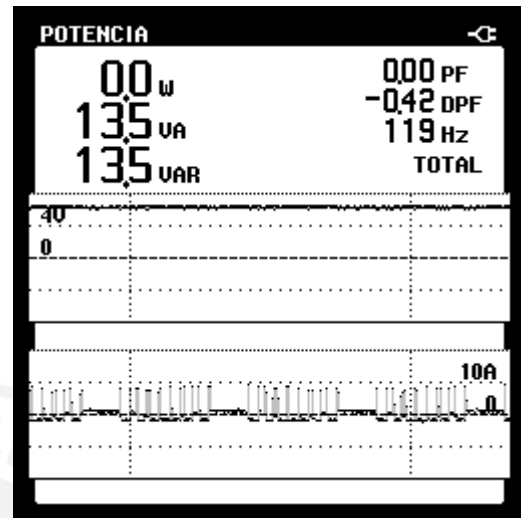 POTENCIA
0,0 W
0,00 PF
-0,42 DPF
13,5 VA
119 Hz
13,5 VAR
TOTAL
40
0
10A
0